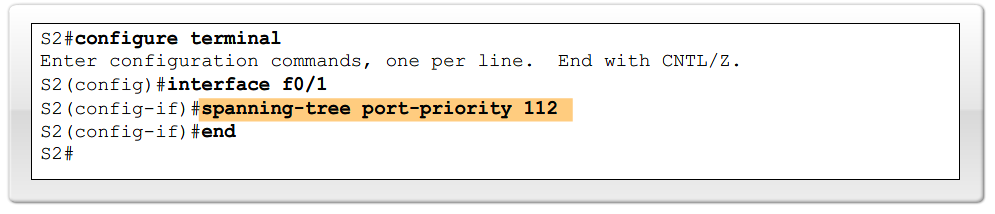 S2#configure terminal
Enter configuration commands, one per line.  End with CNTL/Z.
S2(config)#interface f0/1
S2(config-if)#spanning-tree port-priority 112
S2(config-if)#end
S2#